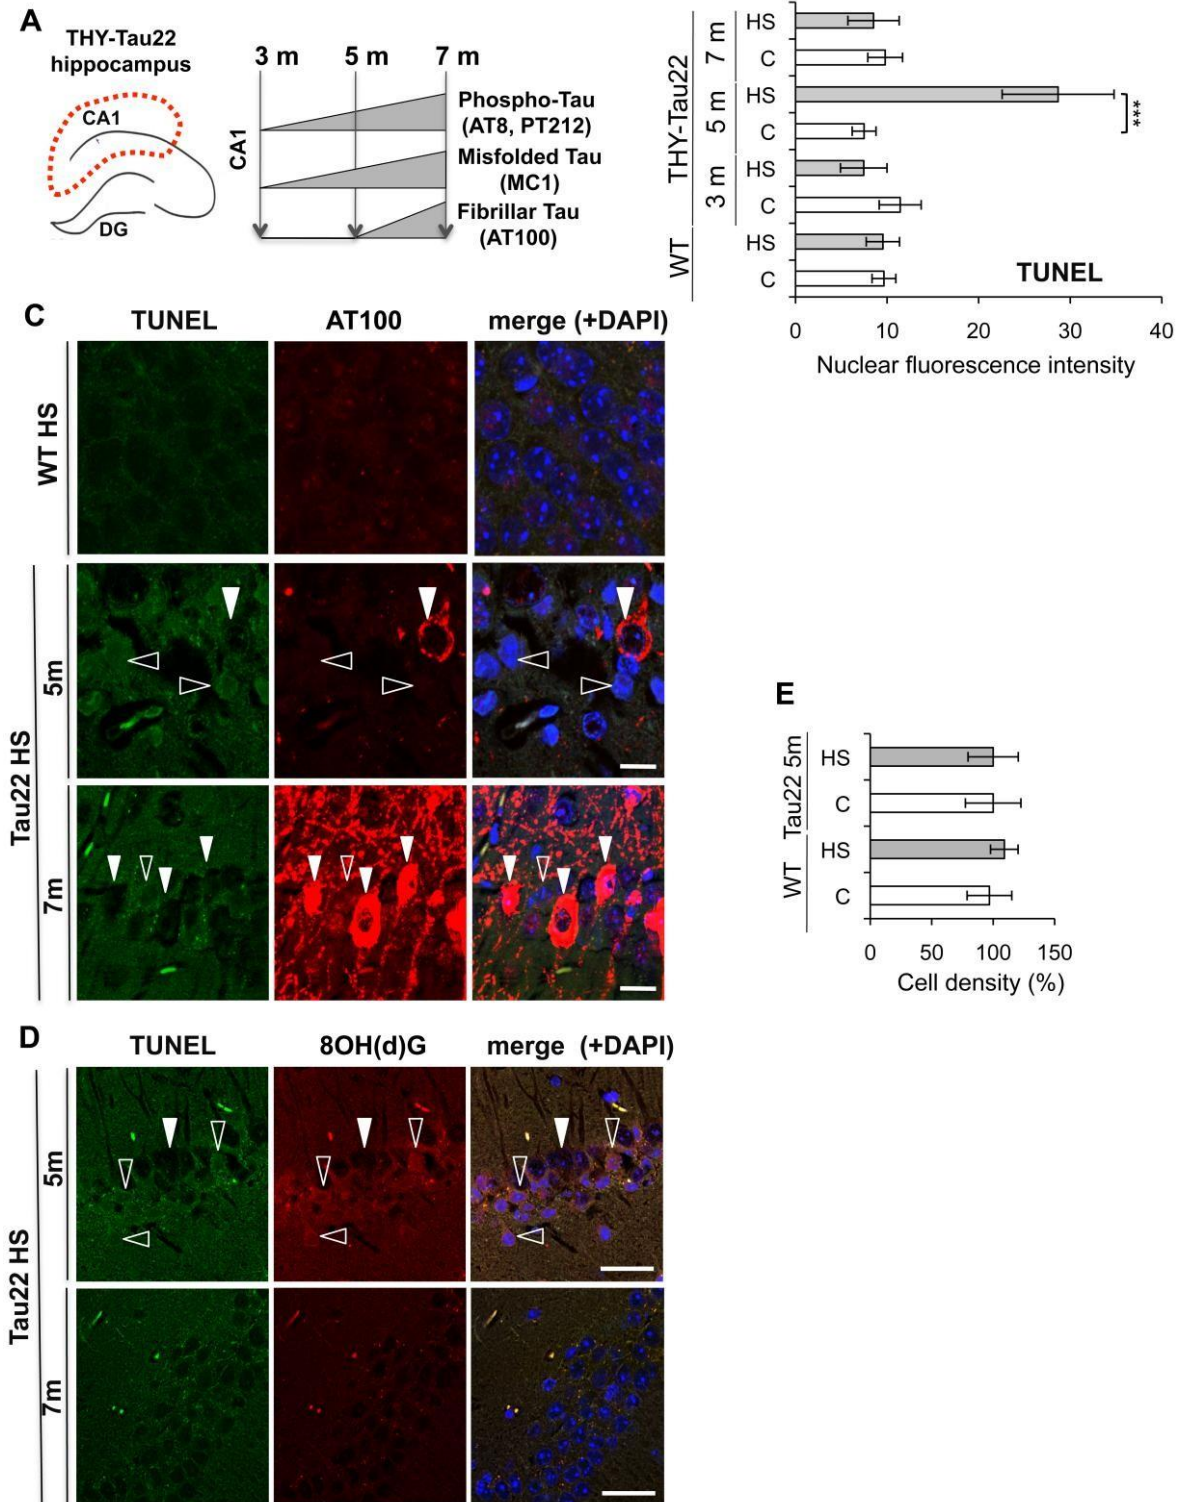 A
THY-Tau22
hippocampus
CA1
DG
3 m 5 m 7 m
CA1
Phospho-Tau
(AT8, PT212)
Misfolded Tau
(MC1)
Fibrillar Tau
(AT100)
THY-Tau22
WT
7 m
5 m
3 m
HS
C
HS
C
HS
C
HS
C
***
TUNEL
0 10 20 30 40
Nuclear fluorescence intensity
C
TUNEL AT100 merge (+DAPI)
WT HS
Tau22 HS
5m
7m
D
TUNEL 8OH(d)G merge (+DAPI)
Tau22 HS
5m
7m
E
Tau22 5m
WT
HS
C
HS
C
0 50 100 150
Cell density (%)